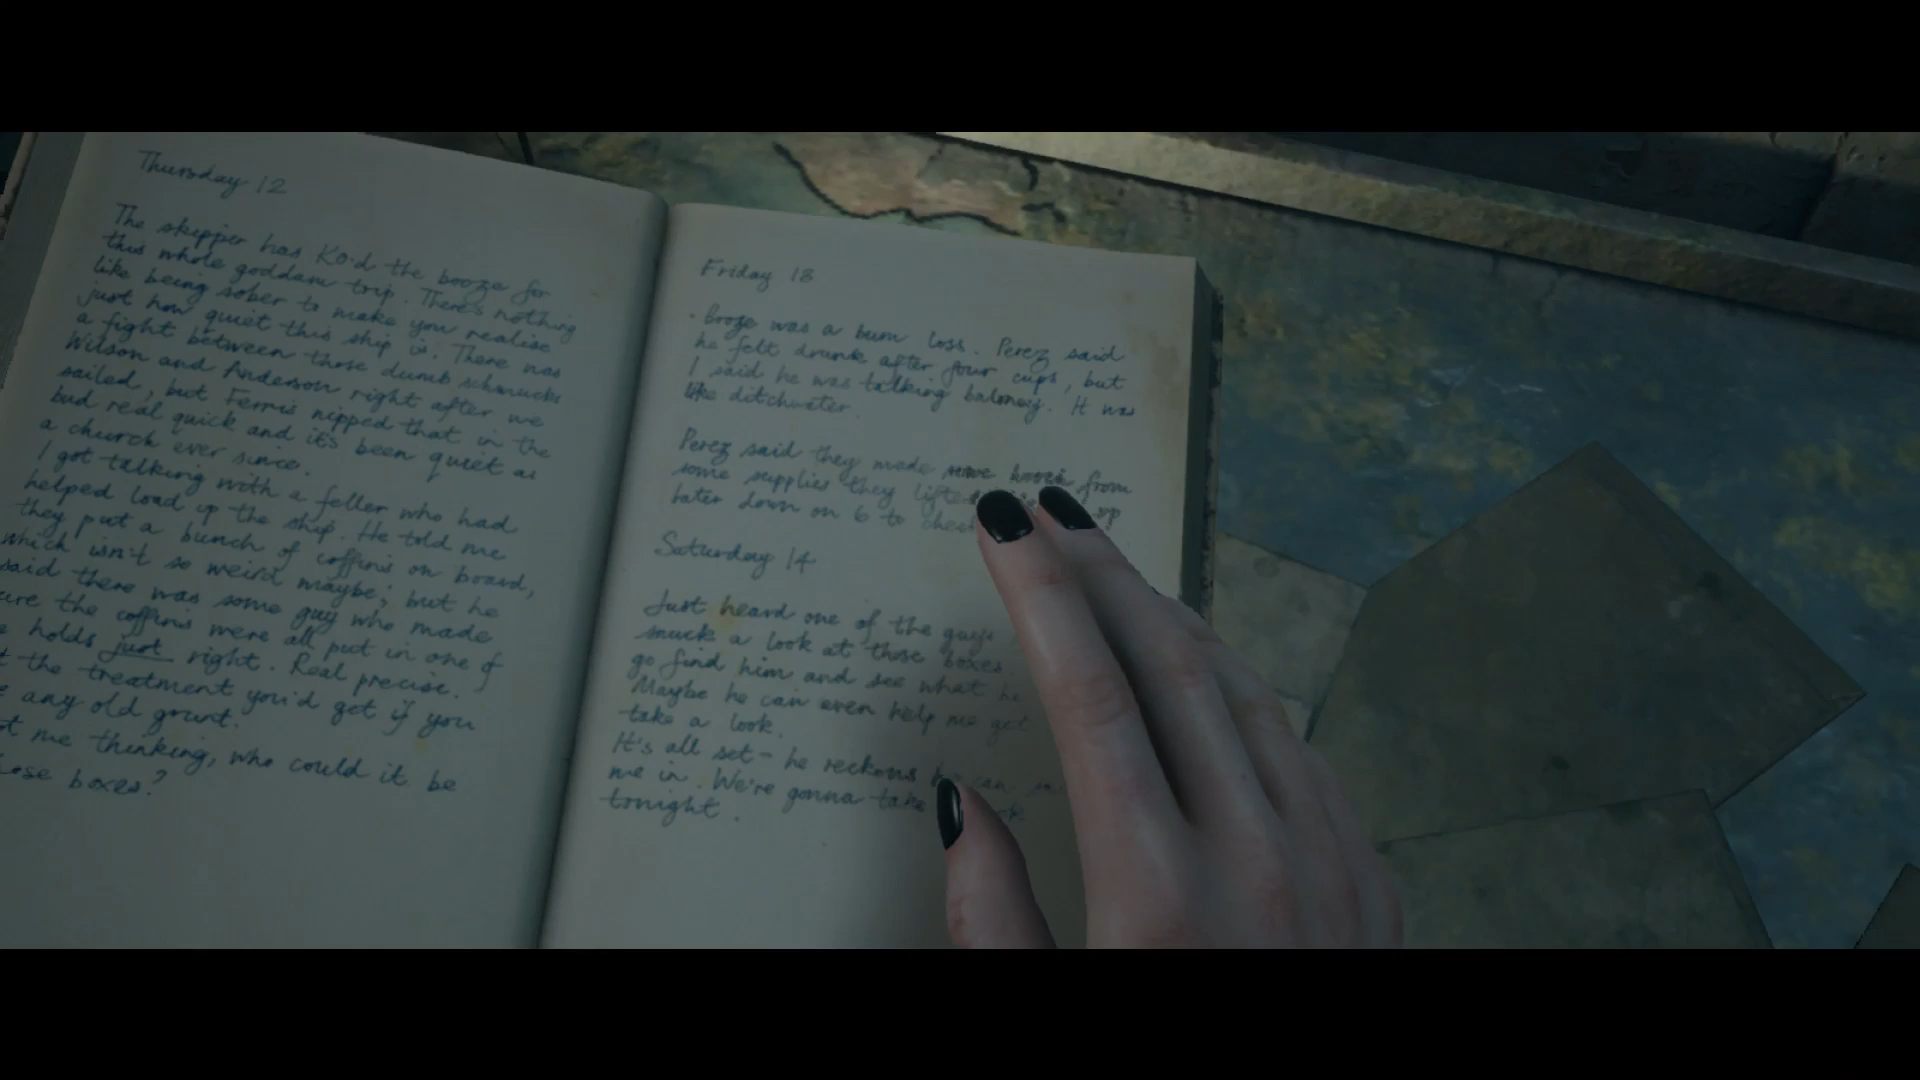 Thursday 12
The skipper has KO'd the booze for
this whole goddam trip. There's nothing
like being sober to make you realise
just how quiet this ship is. There was
a fight between those dumb schmucks
Wilson and Anderson right after we
sailed, but Ferris nipped that in the
bud real quick and it's been quiet as
a church ever since.
I got talking with a feller who had
helped load up the ship. He told me
they put a bunch of coffins on board,
which isn't so weird maybe; but he
said there was some guy who made
the coffins were all put in one of
holds just right. Real precise.
the treatment you'd get if you
any old grunt.
me thinking, who could it be
boxes?
Friday 13
Booze was a bum loss. Perez said
he felt drunk after four cups, but
I said he was talking baloney. It was
like ditchwater.
Perez said they made from
some supplies they
later down on 6 to
Saturday 14
Just heard one of the guys
snuck a look at those boxes
go find him and see what he
Maybe he can even help me get
take a look.
It's all set - he reckons he can
me in. We're gonna take
tonight.